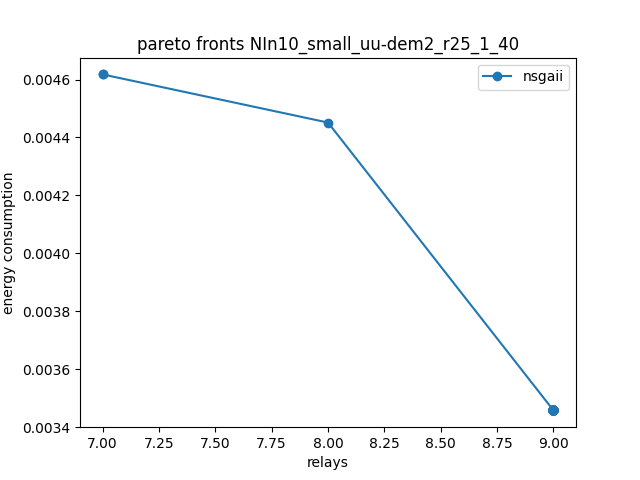 pareto fronts NIn10_small_uu-dem2_r25_1_40
nsgaii
energy consumption
0.0046
0.0044
0.0042
0.0040
0.0038
0.0036
0.0034
7.00 7.25 7.50 7.75 8.00 8.25 8.50 8.75 9.00
relays